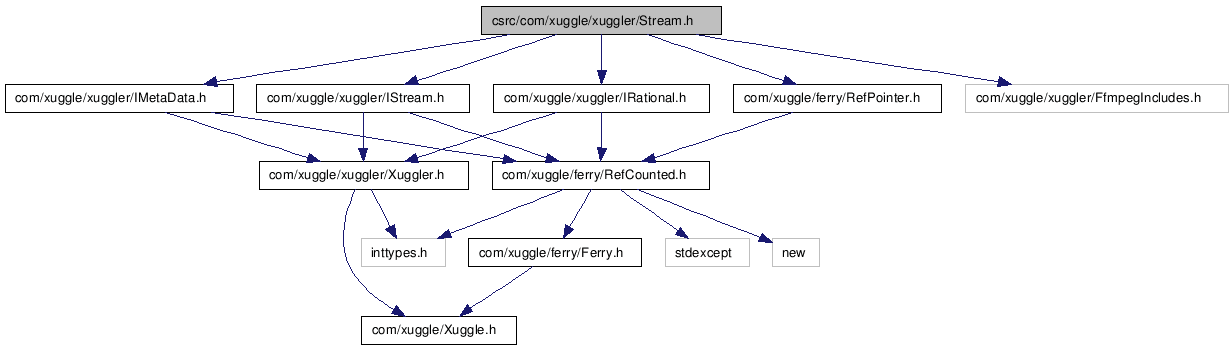 csrc/com/xuggle/xuggler/Stream.h
com/xuggle/xuggler/IMetaData.h
com/xuggle/xuggler/IStream.h
com/xuggle/xuggler/IRational.h
com/xuggle/ferry/RefPointer.h
com/xuggle/xuggler/FfmpegIncludes.h
com/xuggle/xuggler/Xuggler.h
com/xuggle/ferry/RefCounted.h
inttypes.h
com/xuggle/ferry/Ferry.h
stdexcept
new
com/xuggle/Xuggle.h